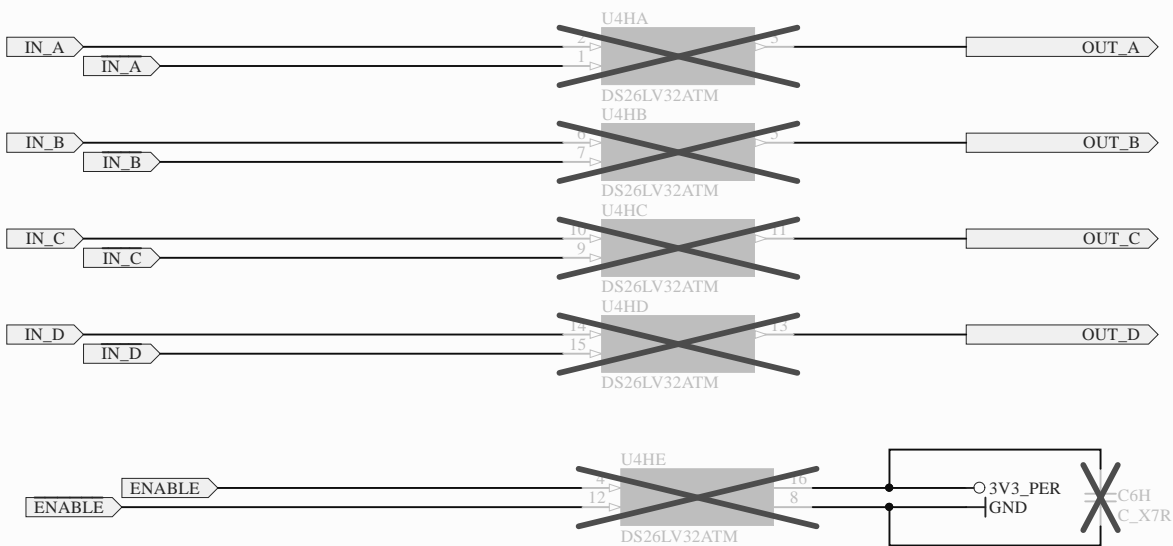 U4HA
IN_A 2 3 OUT_A
IN_A 1
DS26LV32ATM
U4HB
IN_B 6 5 OUT_B
IN_B 7
DS26LV32ATM
U4HC
IN_C 10 11 OUT_C
IN_C 9
DS26LV32ATM
U4HD
IN_D 14 13 OUT_D
IN_D 15
DS26LV32ATM
U4HE
ENABLE 4 16 3V3_PER C6H
ENABLE 12 8 GND C_X7R
DS26LV32ATM